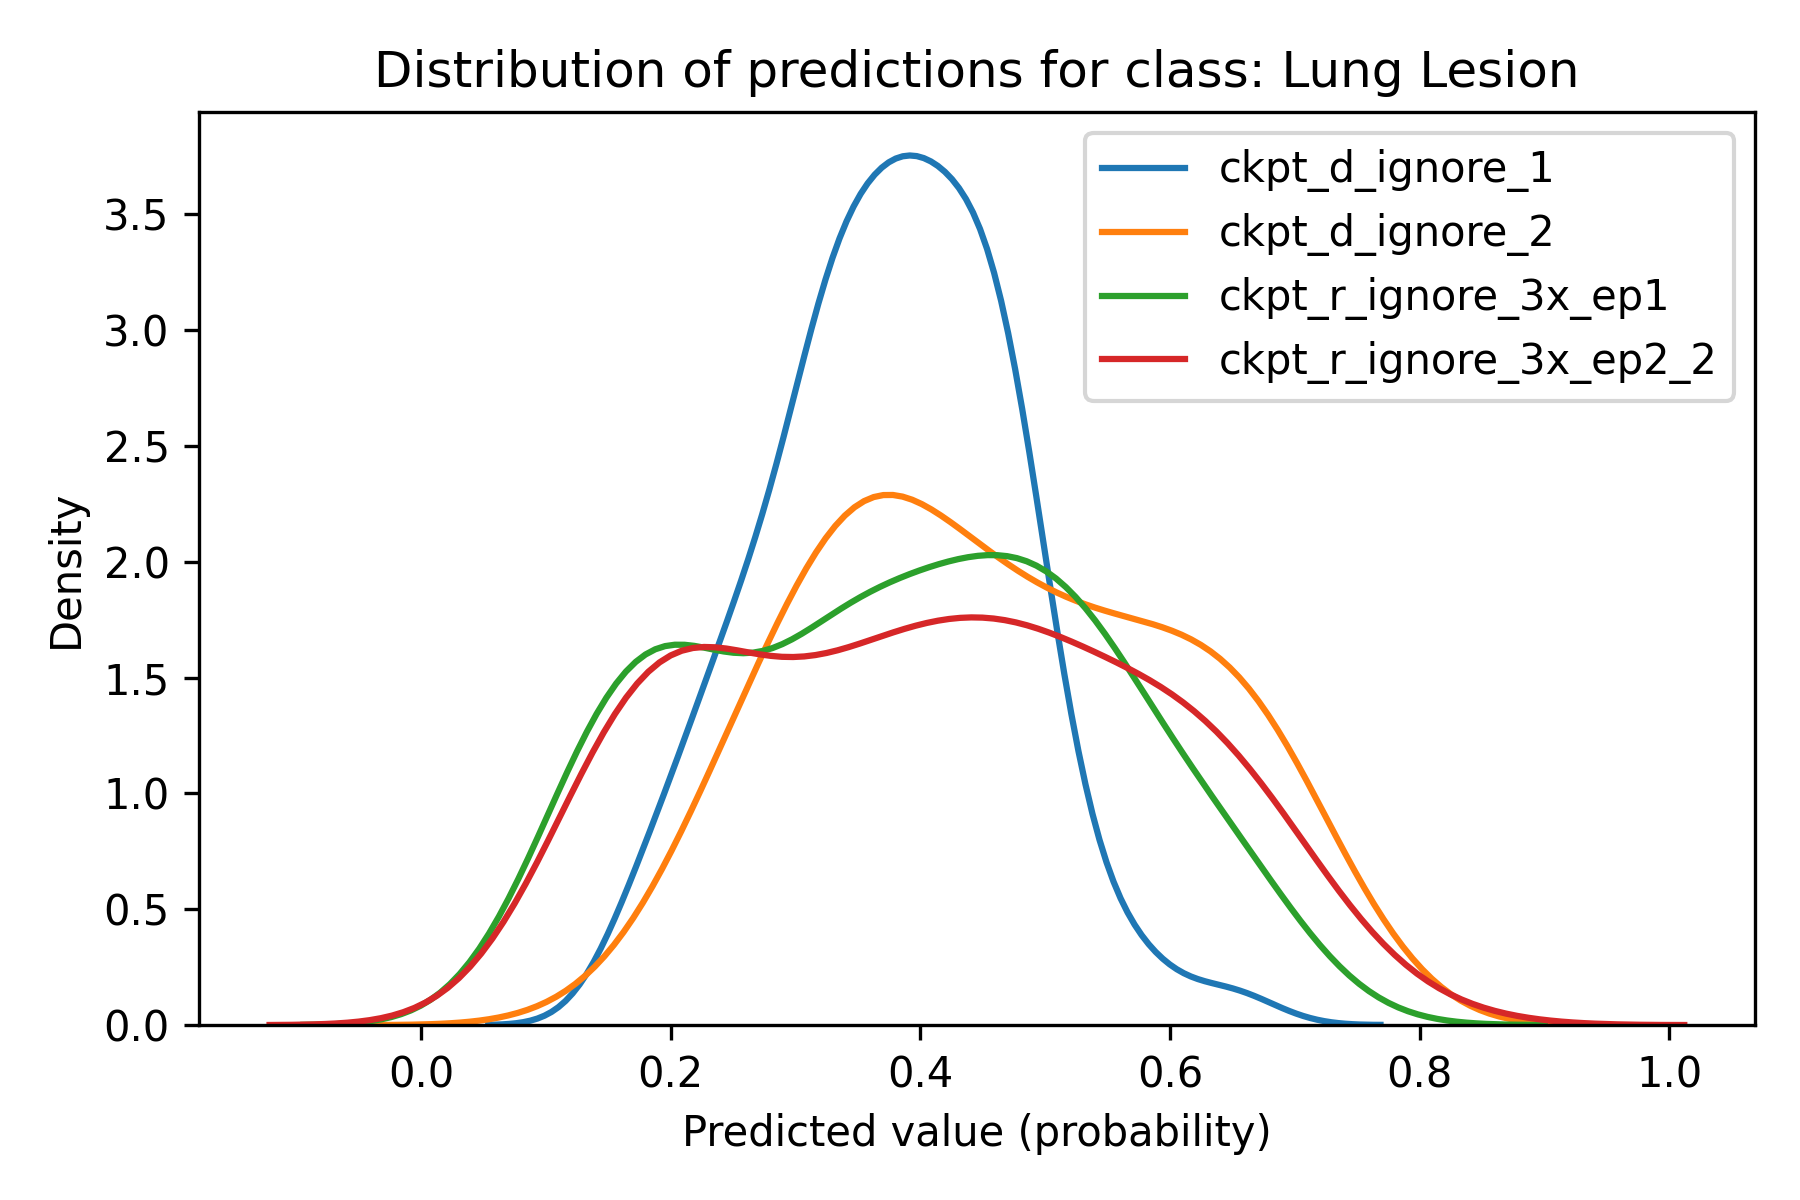 Distribution of predictions for class: Lung Lesion
ckpt_d_ignore_1
ckpt_d_ignore_2
ckpt_r_ignore_3x_ep1
ckpt_r_ignore_3x_ep2_2
Density
3.5
3.0
2.5
2.0
1.5
1.0
0.5
0.0
0.0 0.2 0.4 0.6 0.8 1.0
Predicted value (probability)